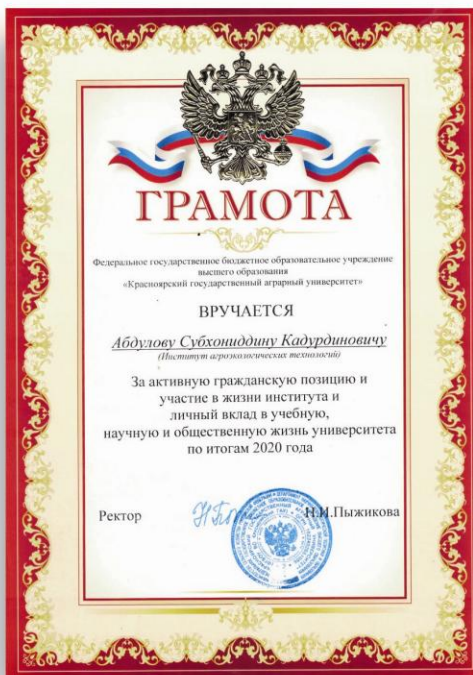 ГРАМОТА
Федеральное государственное бюджетное образовательное учреждение
высшего образования
«Красноярский государственный аграрный университет»
ВРУЧАЕТСЯ
Абдулову Субхониддину Кадурдиновичу
(Институт агроэкологических технологий)
За активную гражданскую позицию и
участие в жизни института и
личный вклад в учебную,
научную и общественную жизнь университета
по итогам 2020 года
Ректор Н.И.Пыжикова